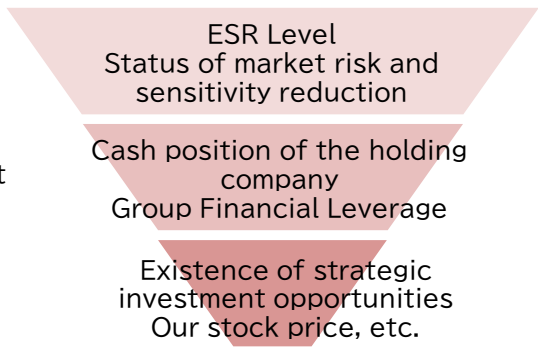 ESR Level
Status of market risk and
sensitivity reduction
Cash position of the holding
company
t
Group Financial Leverage
Existence of strategic
investment opportunities
Our stock price, etc.